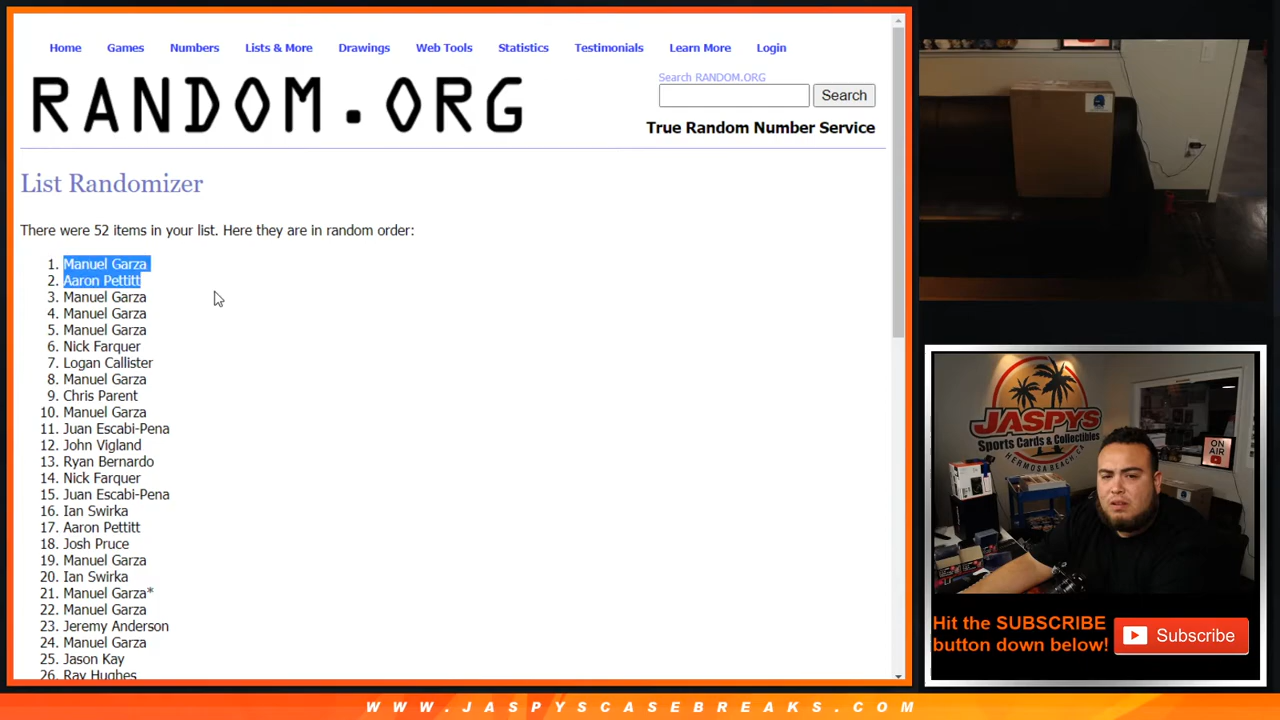 Home Games Numbers Lists & More Drawings Web Tools Statistics Testimonials Learn More Login
RANDOM.ORG
Search RANDOM.ORG
Search
True Random Number Service
List Randomizer
There were 52 items in your list. Here they are in random order:
1. Manuel Garza
2. Aaron Pettitt
3. Manuel Garza
4. Manuel Garza
5. Manuel Garza
6. Nick Farquer
7. Logan Callister
8. Manuel Garza
9. Chris Parent
10. Manuel Garza
11. Juan Escabi-Pena
12. John Vigland
13. Ryan Bernardo
14. Nick Farquer
15. Juan Escabi-Pena
16. Ian Swirka
17. Aaron Pettitt
18. Josh Pruce
19. Manuel Garza
20. Ian Swirka
21. Manuel Garza*
22. Manuel Garza
23. Jeremy Anderson
24. Manuel Garza
25. Jason Kay
26. Ray Hughes
JASPYS
Sports Cards & Collectibles
HERMOSA BEACH, CA
ON
AIR
Hit the SUBSCRIBE
button down below!
Subscribe
WWW.JASPYSCASEBREAKS.COM